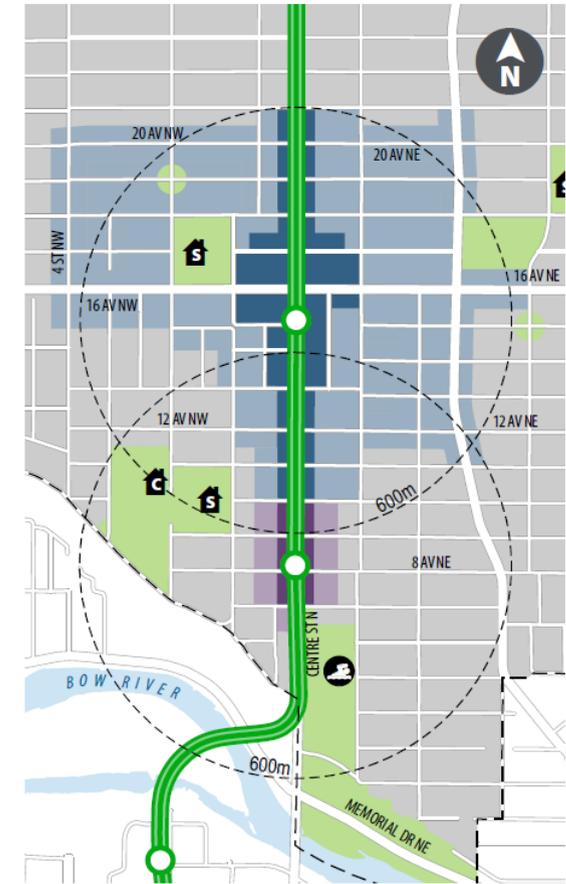 N
20 AV NW
20 AV NE
S
S
4 ST NW
16 AV NE
16 AV NW
12 AV NW
12 AV NE
C
S
600m
8 AV NE
CENTRE ST N
BOW RIVER
600m
MEMORIAL DR NE